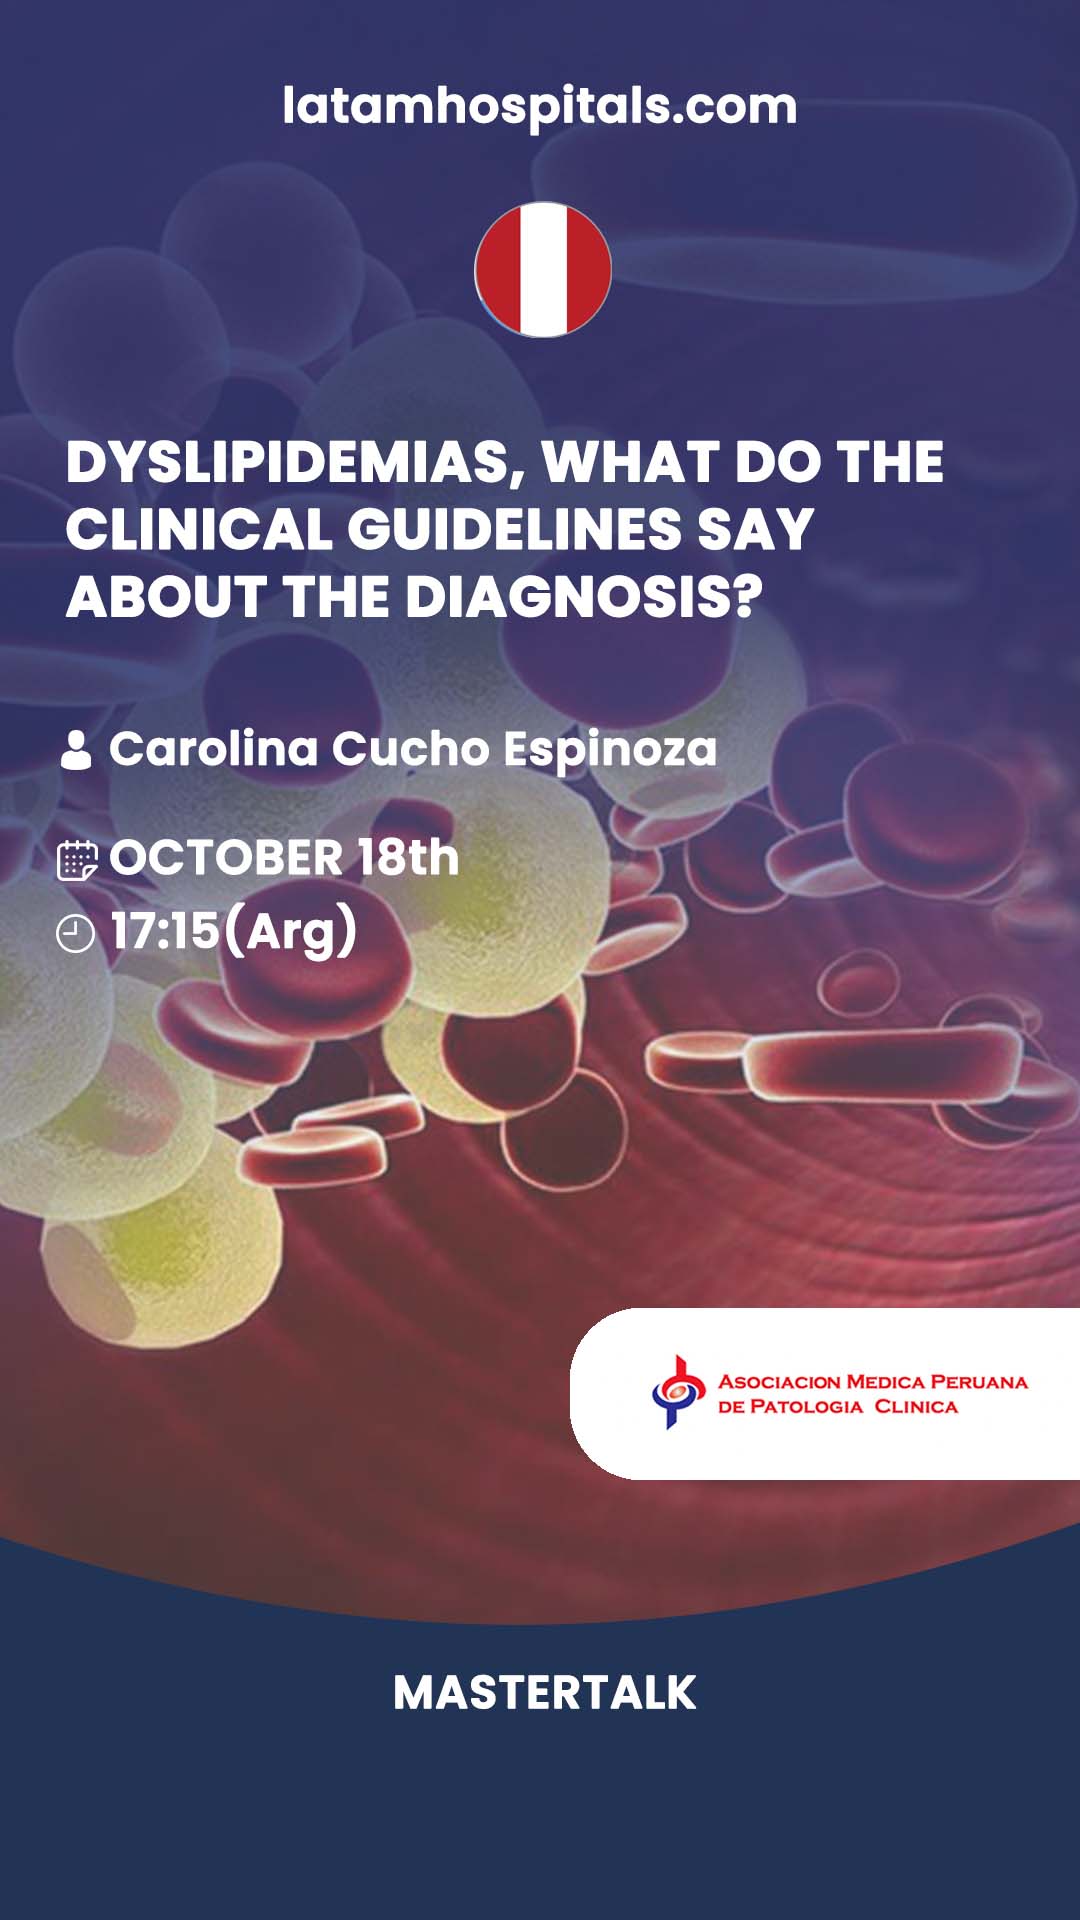 latamhospitals.com
DYSLIPIDEMIAS, WHAT DO THE
CLINICAL GUIDELINES SAY
ABOUT THE DIAGNOSIS?
Carolina Cucho Espinoza
OCTOBER 18th
17:15(Arg)
ASOCIACION MEDICA PERUANA
DE PATOLOGIA CLINICA
MASTERTALK